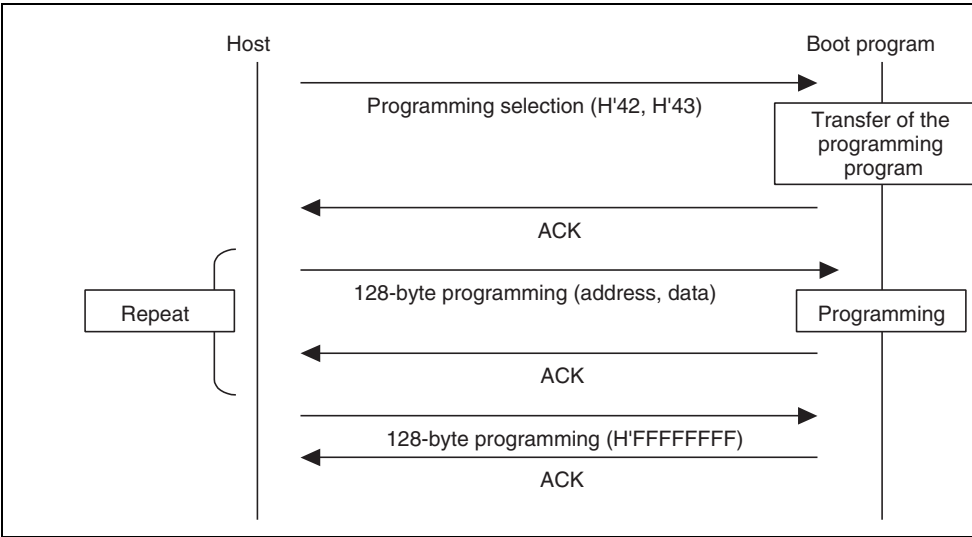 Host
Boot program
Programming selection (H'42, H'43)
Transfer of the
programming
program
ACK
128-byte programming (address, data)
Repeat
Programming
ACK
128-byte programming (H'FFFFFFFF)
ACK